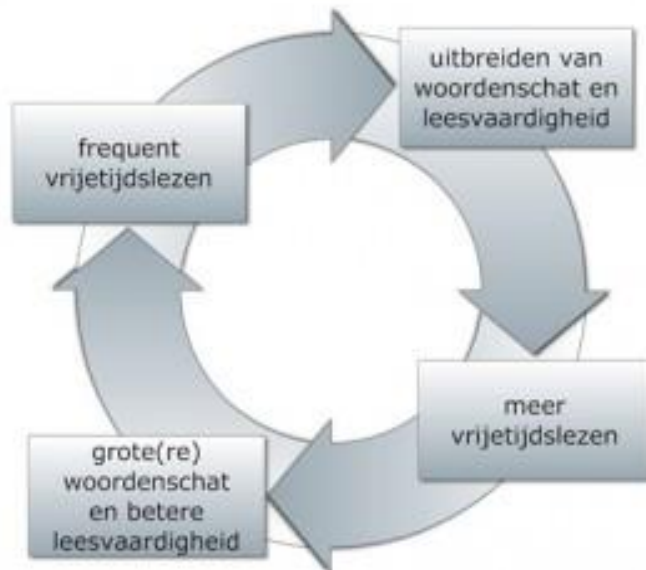 frequent
vrijetijdslezen
uitbreiden van
woordenschat en
leesvaardigheid
meer
vrijetijdslezen
grote(re)
woordenschat
en betere
leesvaardigheid